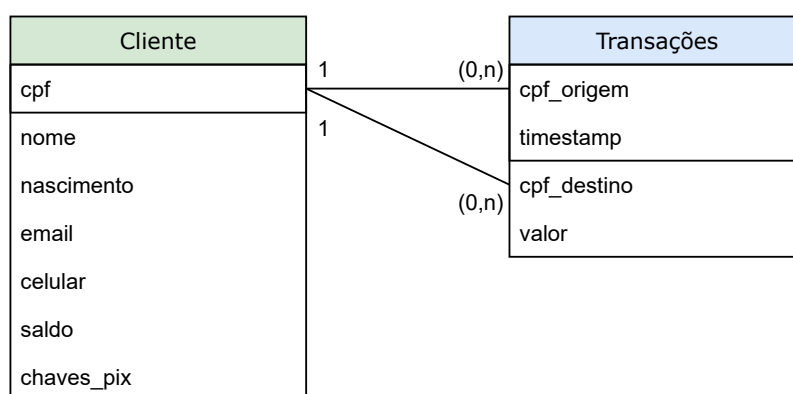 Cliente
cpf
nome
nascimento
email
celular
saldo
chaves_pix
1
(0,n)
1
(0,n)
Transações
cpf_origem
timestamp
cpf_destino
valor